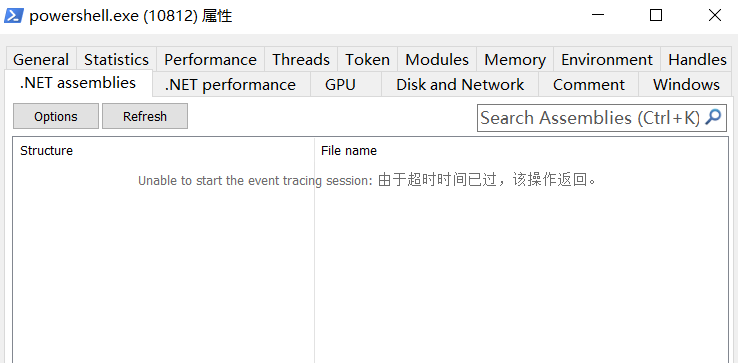 powershell.exe (10812) 属性
General Statistics Performance Threads Token Modules Memory Environment Handles
.NET assemblies .NET performance GPU Disk and Network Comment Windows
Options Refresh Search Assemblies (Ctrl+K)
Structure File name
Unable to start the event tracing session: 由于超时时间已过，该操作返回。